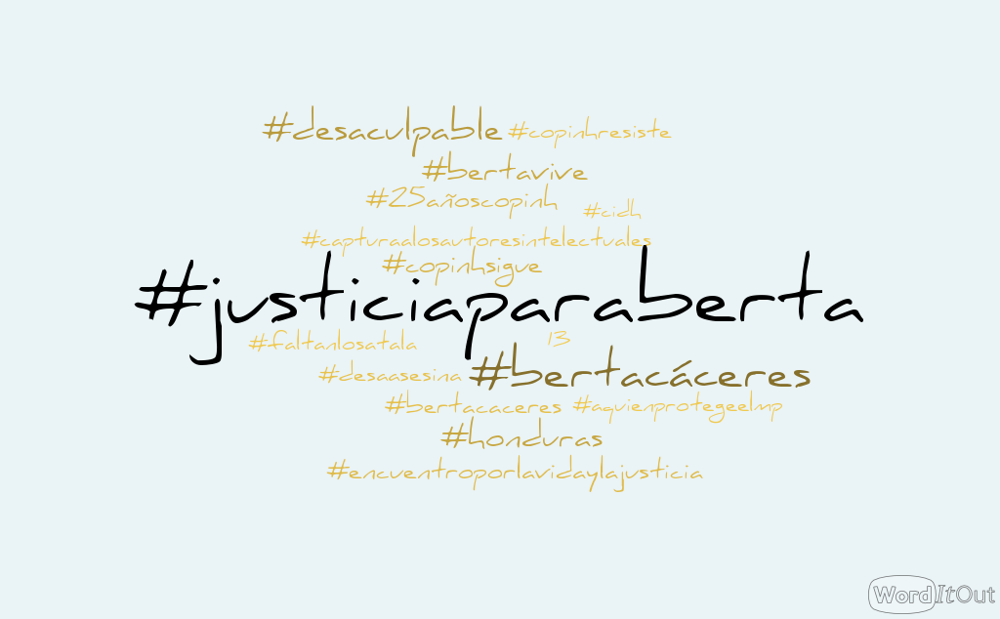 #desaculpable #copinhresiste
#bertavive
#25añoscopinh #cidh
#capturaalosautoresintelectuales
#copinhsigue
#justiciaparaberta
#faltanlosatala 13
#desaasesina #bertacáceres
#bertacaceres #aquienprotegeelmp
#honduras
#encuentroporlavidaylajusticia
WordItOut